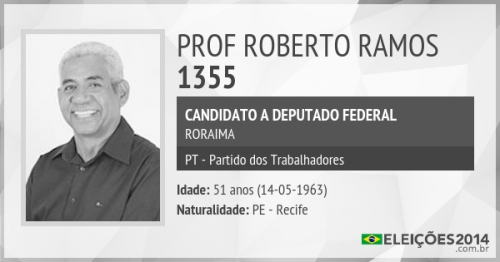 PROF ROBERTO RAMOS
1355
CANDIDATO A DEPUTADO FEDERAL
RORAIMA
PT - Partido dos Trabalhadores
Idade: 51 anos (14-05-1963)
Naturalidade: PE - Recife
ELEIÇÕES2014
.com.br